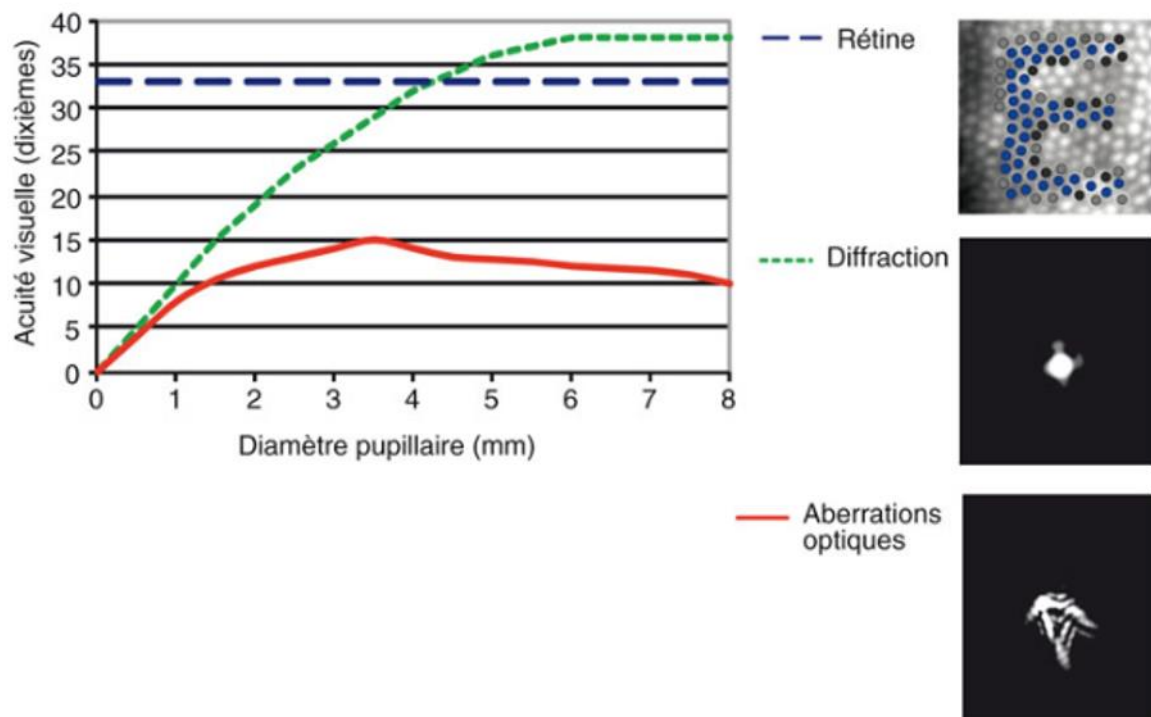 Acuité visuelle (dixièmes)
40
35
30
25
20
15
10
5
0
0 1 2 3 4 5 6 7 8
Diamètre pupillaire (mm)
Rétine
Diffraction
Aberrations
optiques